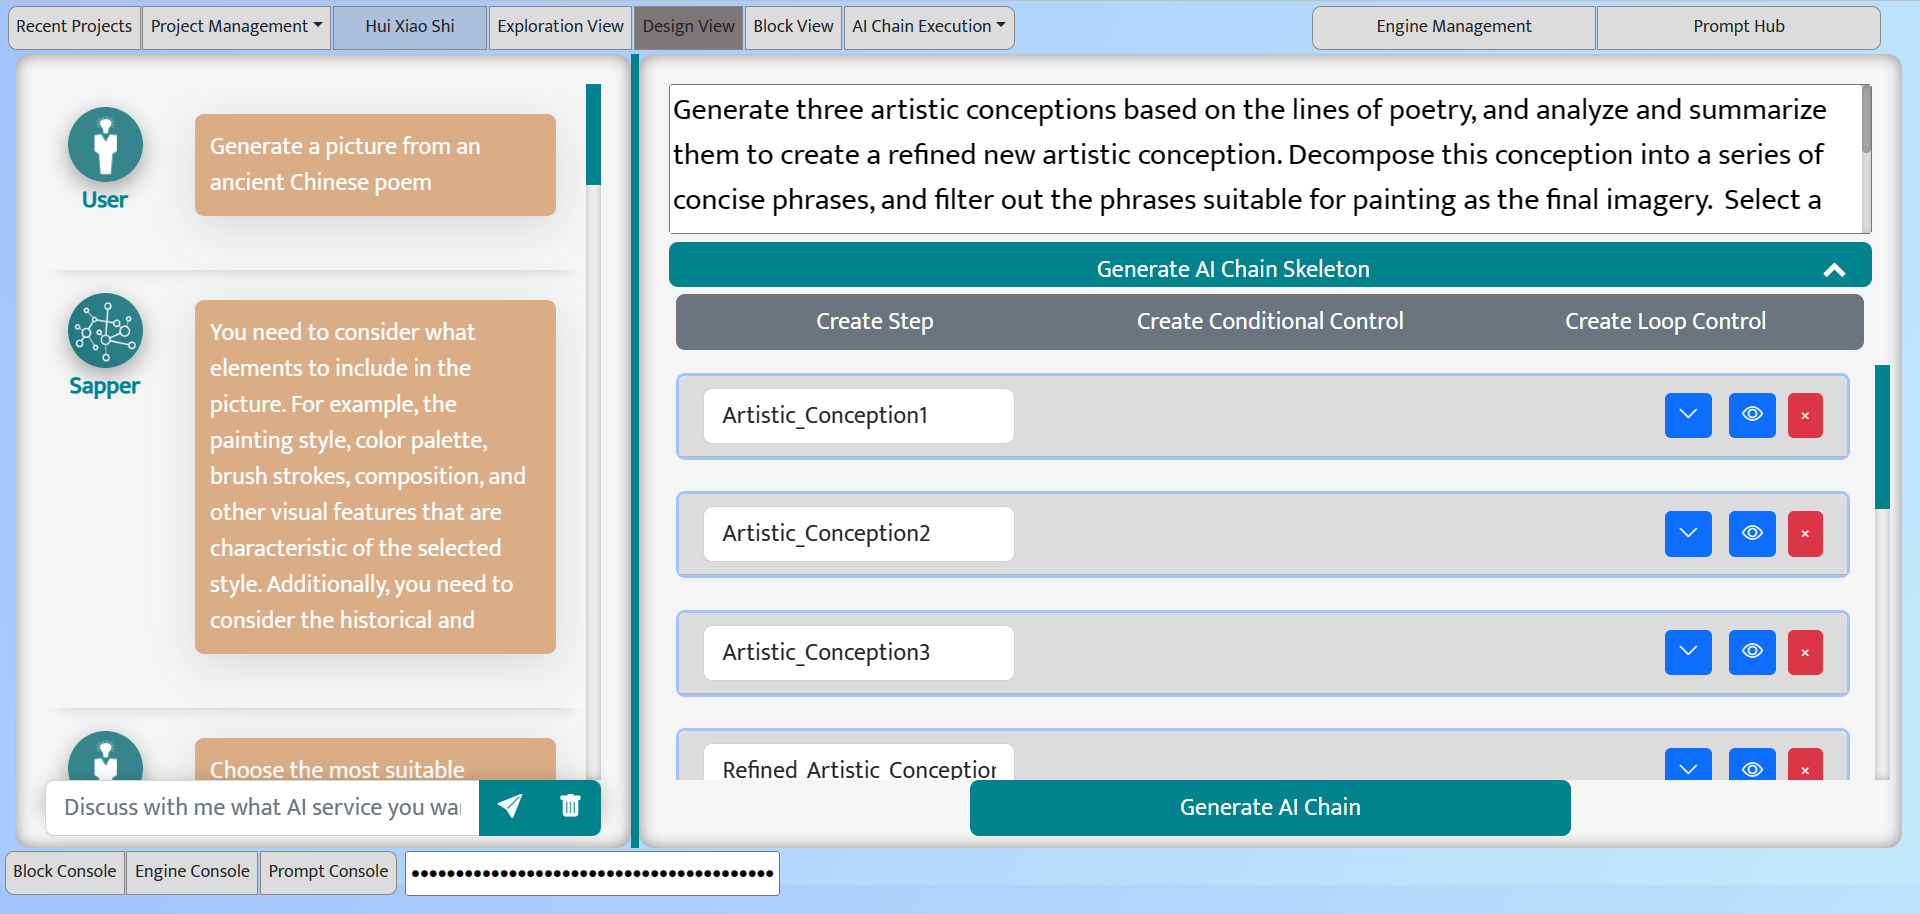 Recent Projects
Project Management
Hui Xiao Shi
Exploration View
Design View
Block View
AI Chain Execution
Engine Management
Prompt Hub
User
Generate a picture from an
ancient Chinese poem
Sapper
You need to consider what
elements to include in the
picture. For example, the
painting style, color palette,
brush strokes, composition, and
other visual features that are
characteristic of the selected
style. Additionally, you need to
consider the historical and
Choose the most suitable
Discuss with me what AI service you wa
Generate three artistic conceptions based on the lines of poetry, and analyze and summarize
them to create a refined new artistic conception. Decompose this conception into a series of
concise phrases, and filter out the phrases suitable for painting as the final imagery. Select a
Generate AI Chain Skeleton
Create Step
Create Conditional Control
Create Loop Control
Artistic_Conception1
×
Artistic_Conception2
×
Artistic_Conception3
×
Refined_Artistic_Conception
×
Generate AI Chain
Block Console
Engine Console
Prompt Console